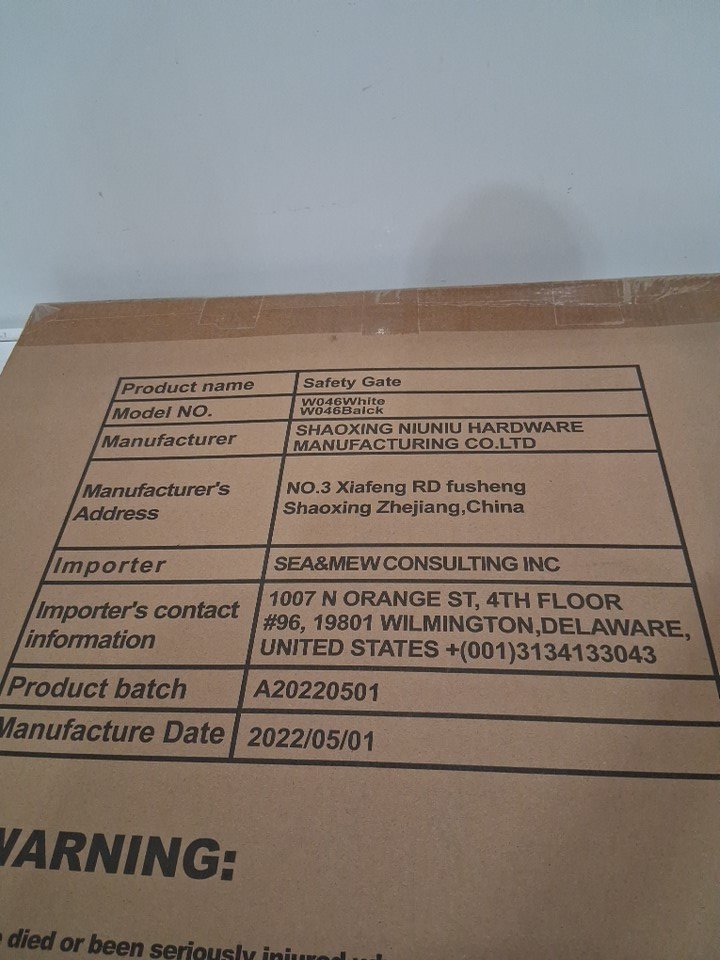 Product name Safety Gate
Model NO. W046White
W046Balck
Manufacturer SHAOXING NIUNIU HARDWARE
MANUFACTURING CO.LTD
Manufacturer's
Address
NO.3 Xiafeng RD fusheng
Shaoxing Zhejiang,China
Importer SEA&MEW CONSULTING INC
Importer's contact
information
1007 N ORANGE ST, 4TH FLOOR
#96, 19801 WILMINGTON,DELAWARE,
UNITED STATES +(001)3134133043
Product batch A20220501
Manufacture Date 2022/05/01
WARNING:
died or been seriously injured